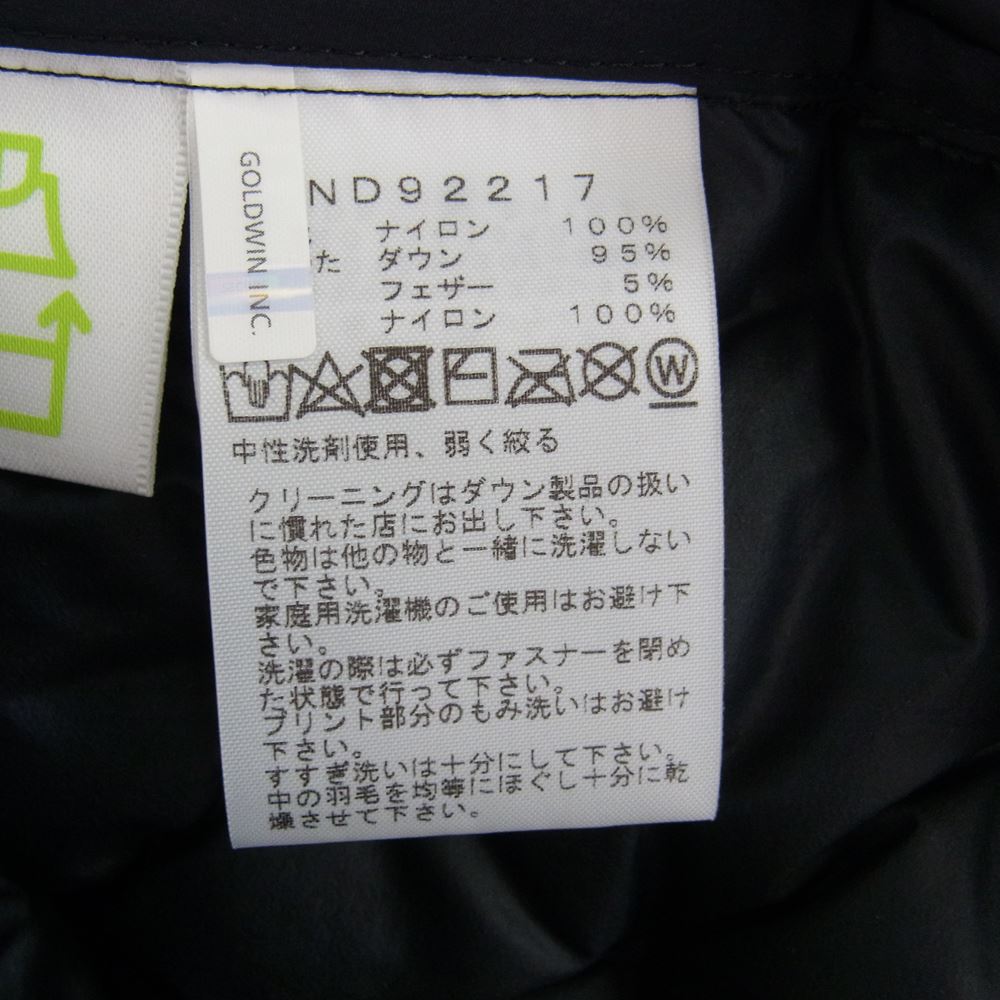 GOLDWIN INC.
ND92217
ナイロン 100%
た ダウン 95%
フェザー 5%
ナイロン 100%
W
中性洗剤使用、弱く絞る
クリーニングはダウン製品の扱い
に慣れた店にお出し下さい。
色物は他の物と一緒に洗濯しない
で下さい。
家庭用洗濯機のご使用はお避け下
さい。
洗濯の際は必ずファスナーを閉め
た状態で行って下さい。
プリント部分のもみ洗いはお避け
下さい。
すすぎ洗いは十分にして下さい。
中の羽毛を均等にほぐし十分に乾
燥させて下さい。